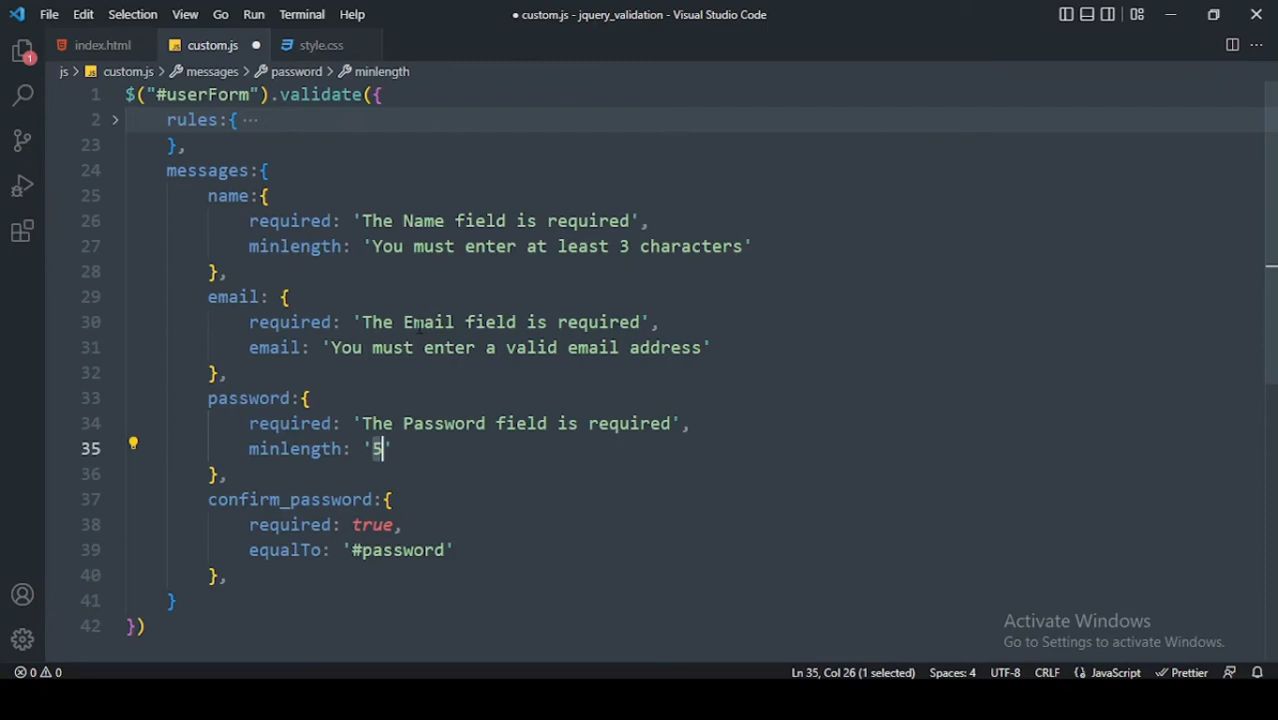 File Edit Selection View Go Run Terminal Help
● custom.js - jquery_validation - Visual Studio Code
index.html
JS custom.js ●
style.css
1
js > JS custom.js > messages > password > minlength
1 $("#userForm").validate({
2 rules:{ ⋯
23 },
24 messages:{
25 name:{
26 required: 'The Name field is required',
27 minlength: 'You must enter at least 3 characters'
28 },
29 email: {
30 required: 'The Email field is required',
31 email: 'You must enter a valid email address'
32 },
33 password:{
34 required: 'The Password field is required',
35 minlength: '5'
36 },
37 confirm_password:{
38 required: true,
39 equalTo: '#password'
40 },
41 }
42 })
Activate Windows
Go to Settings to activate Windows.
0 0
Ln 35, Col 26 (1 selected) Spaces: 4 UTF-8 CRLF {} JavaScript Prettier